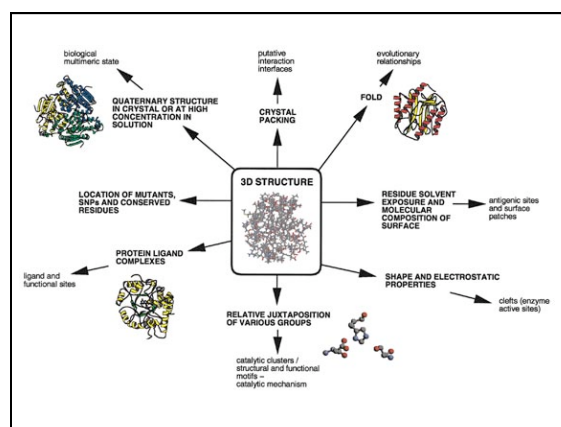 biological
multimeric state
QUATERNARY STRUCTURE
IN CRYSTAL OR AT HIGH
CONCENTRATION IN
SOLUTION
putative
interaction
interfaces
CRYSTAL
PACKING
evolutionary
relationships
FOLD
3D STRUCTURE
LOCATION OF MUTANTS,
SNPs AND CONSERVED
RESIDUES
RESIDUE SOLVENT
EXPOSURE AND
MOLECULAR
COMPOSITION OF
SURFACE
antigenic sites
and surface
patches
PROTEIN LIGAND
COMPLEXES
ligand and
functional sites
SHAPE AND ELECTROSTATIC
PROPERTIES
clefts (enzyme
active sites)
RELATIVE JUXTAPOSITION
OF VARIOUS GROUPS
catalytic clusters /
structural and functional
motifs –
catalytic mechanism